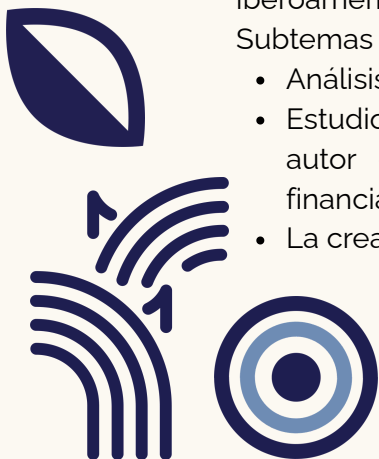 Subtemas
• Análisis
• Estudio
autor
financia
• La crea